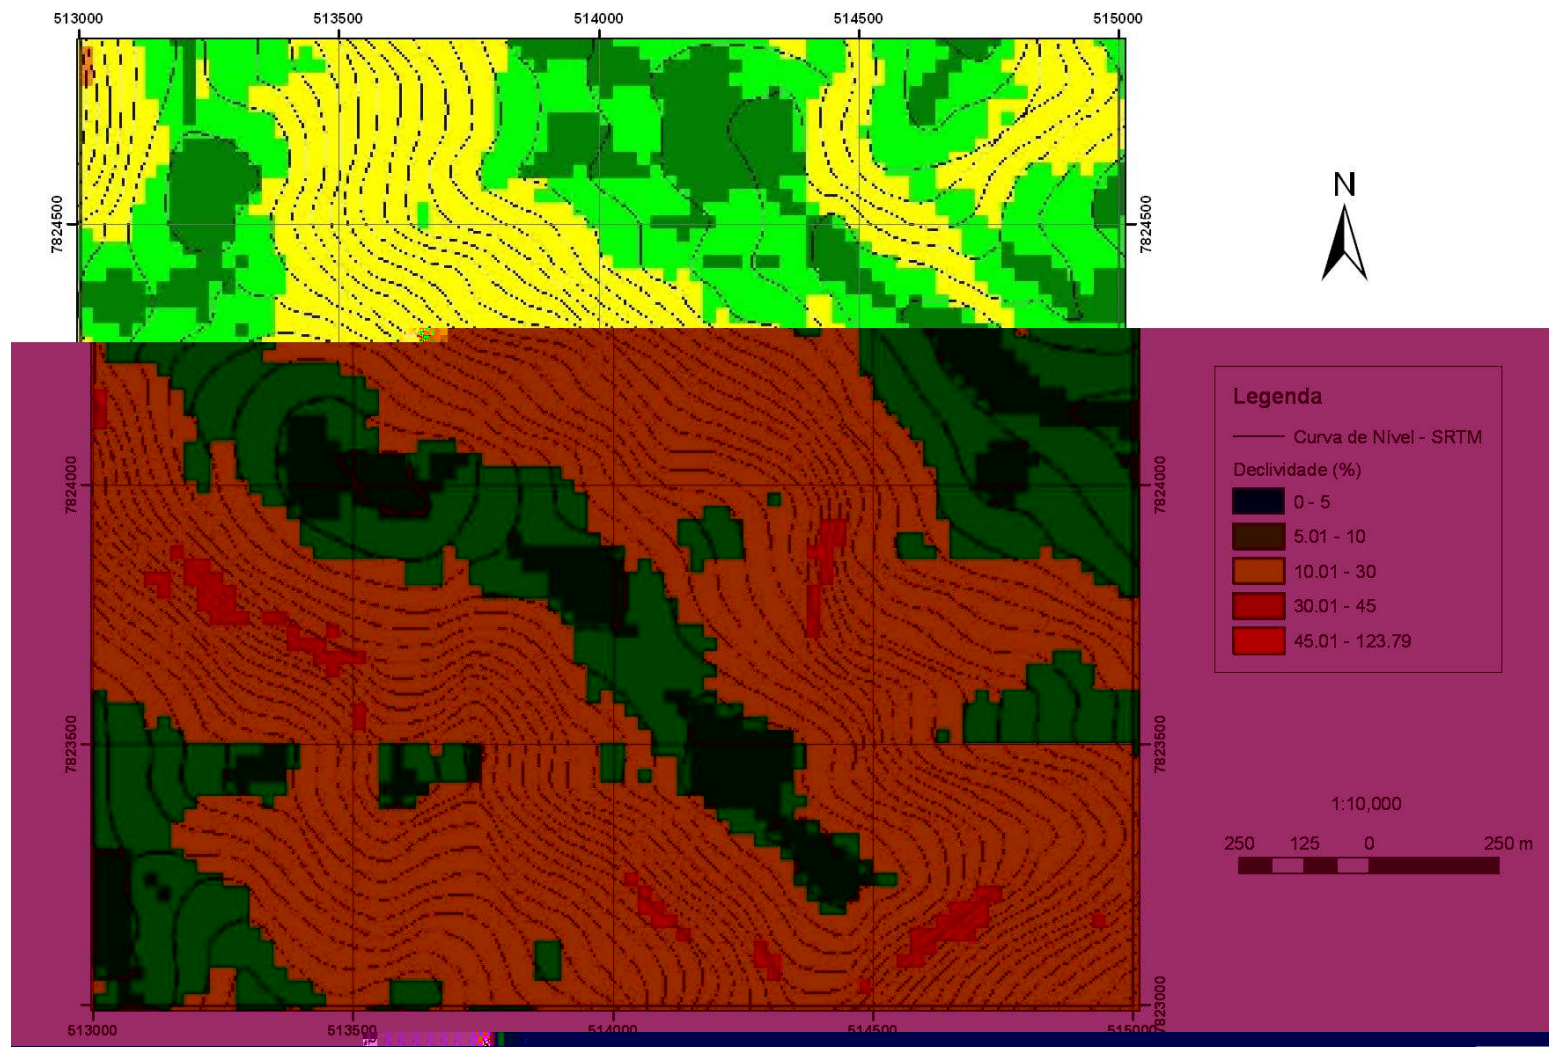 513000 513500 514000 514500 515000
7824500 7824500
N
Legenda
Curva de Nível - SRTM
Declividade (%)
0 - 5
5.01 - 10
10.01 - 30
30.01 - 45
45.01 - 123.79
7824000 7824000
7823500 7823500
1:10,000
250 125 0 250 m
7823000
513000 513500 514000 514500 515000